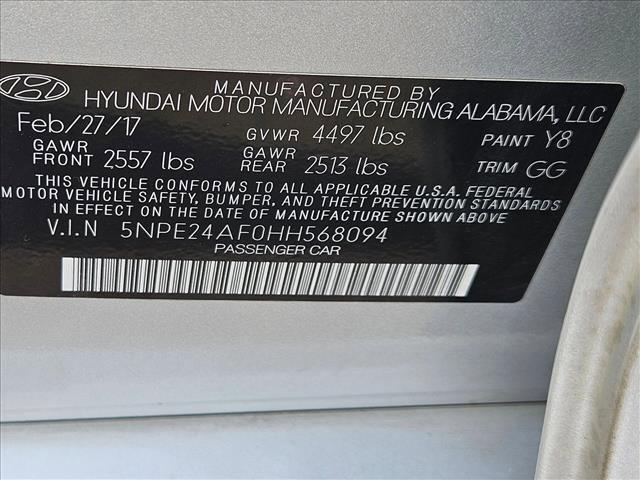 MANUFACTURED BY
HYUNDAI MOTOR MANUFACTURING ALABAMA, LLC
Feb/27/17 GVWR 4497 lbs PAINT Y8
GAWR FRONT 2557 lbs GAWR REAR 2513 lbs TRIM GG
THIS VEHICLE CONFORMS TO ALL APPLICABLE U.S.A. FEDERAL
MOTOR VEHICLE SAFETY, BUMPER, AND THEFT PREVENTION STANDARDS
IN EFFECT ON THE DATE OF MANUFACTURE SHOWN ABOVE
V.I.N 5NPE24AF0HH568094
PASSENGER CAR